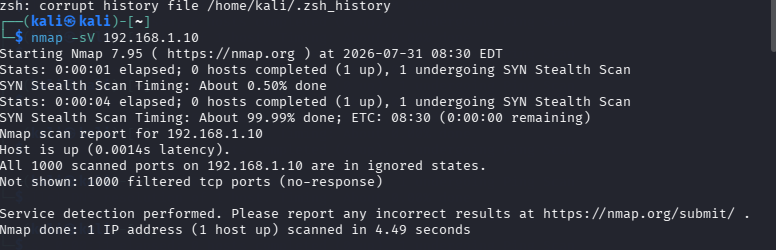 zsh: corrupt history file /home/kali/.zsh_history
┌──(kali㉿kali)-[~]
└─$ nmap -sV 192.168.1.10
Starting Nmap 7.95 ( https://nmap.org ) at 2026-07-31 08:30 EDT
Stats: 0:00:01 elapsed; 0 hosts completed (1 up), 1 undergoing SYN Stealth Scan
SYN Stealth Scan Timing: About 0.50% done
Stats: 0:00:04 elapsed; 0 hosts completed (1 up), 1 undergoing SYN Stealth Scan
SYN Stealth Scan Timing: About 99.99% done; ETC: 08:30 (0:00:00 remaining)
Nmap scan report for 192.168.1.10
Host is up (0.0014s latency).
All 1000 scanned ports on 192.168.1.10 are in ignored states.
Not shown: 1000 filtered tcp ports (no-response)

Service detection performed. Please report any incorrect results at https://nmap.org/submit/ .
Nmap done: 1 IP address (1 host up) scanned in 4.49 seconds